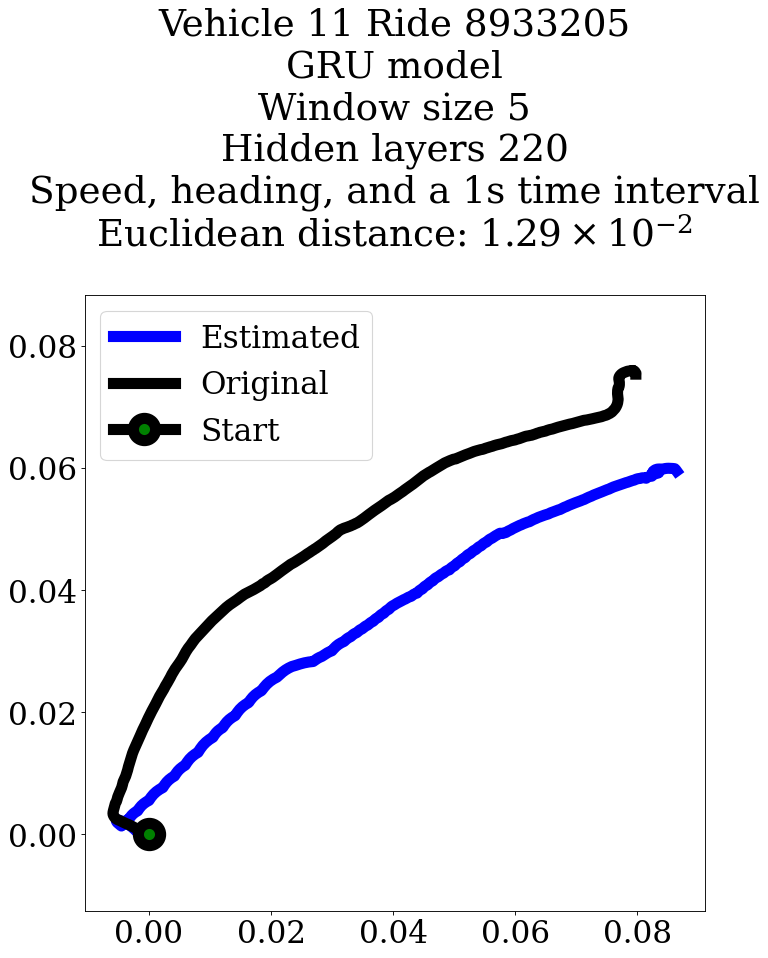 Vehicle 11 Ride 8933205
GRU model
Window size 5
Hidden layers 220
Speed, heading, and a 1s time interval
Euclidean distance: 1.29 × 10⁻²
Estimated
Original
Start
0.08
0.06
0.04
0.02
0.00
0.00 0.02 0.04 0.06 0.08